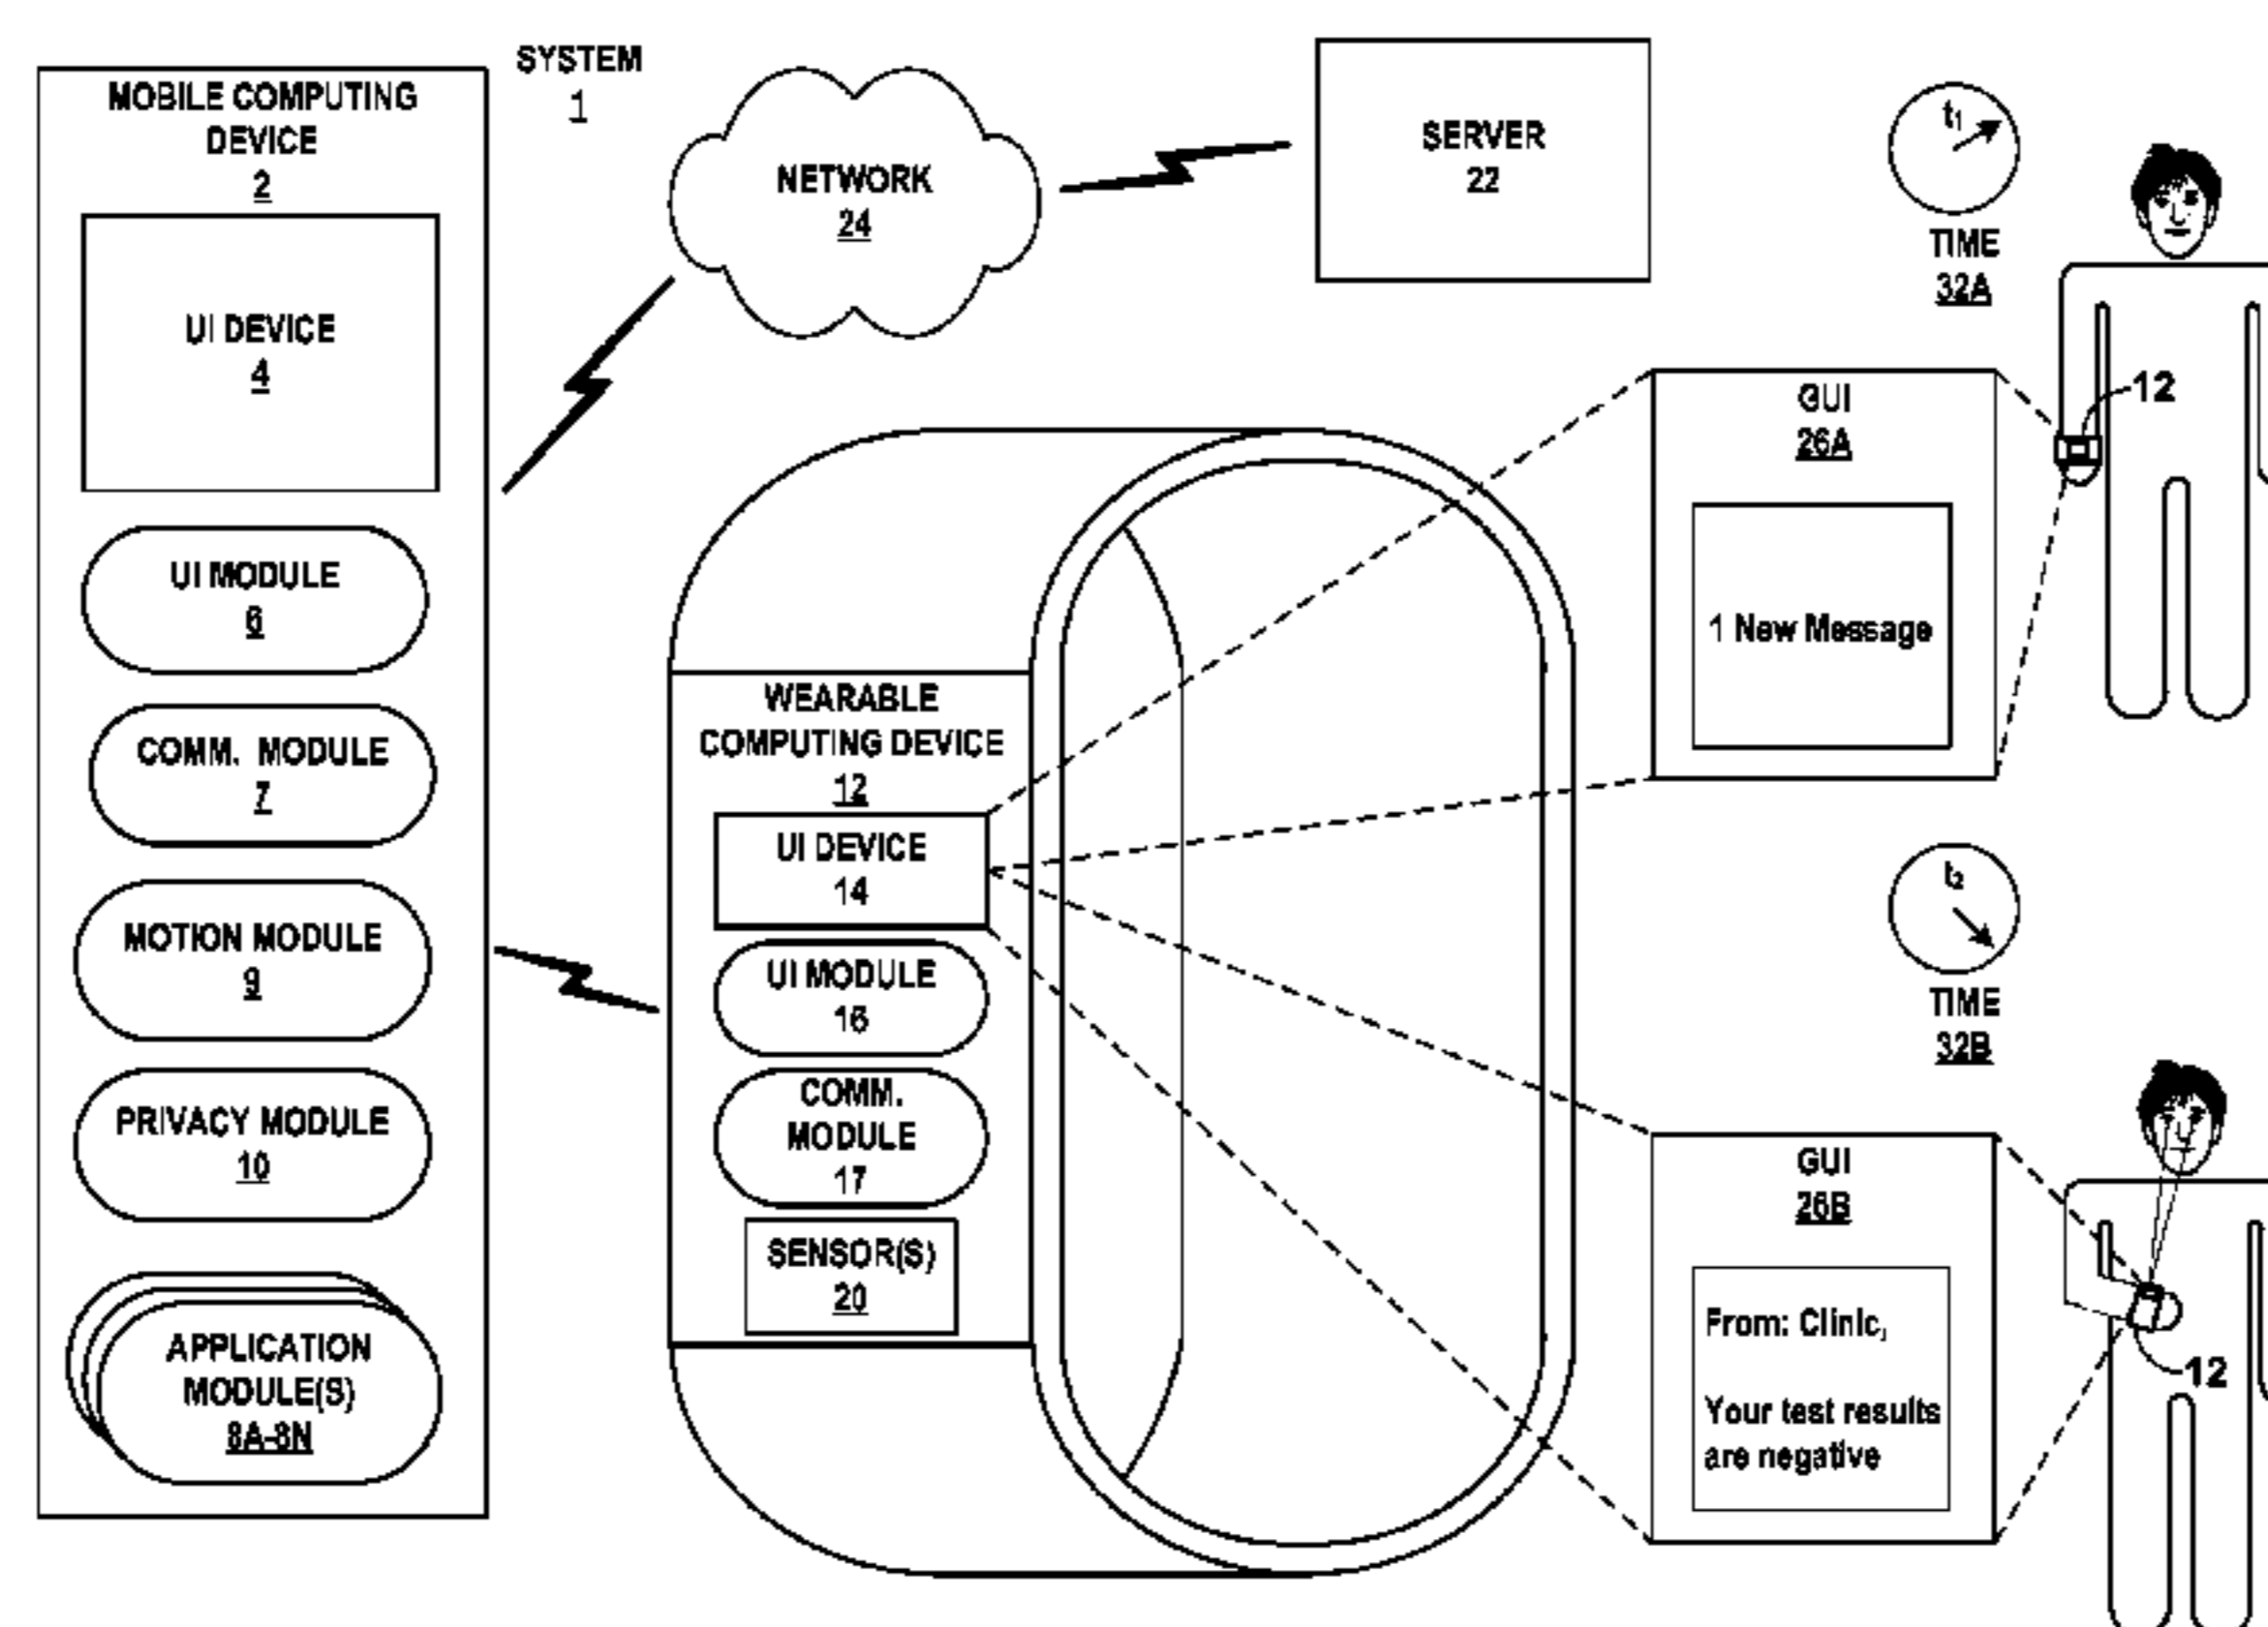 SYSTEM
1
MOBILE COMPUTING
DEVICE
2
UI DEVICE
4
UI MODULE
6
COMM. MODULE
7
MOTION MODULE
9
PRIVACY MODULE
10
APPLICATION
MODULE(S)
8A-8N
NETWORK
24
SERVER
22
WEARABLE
COMPUTING DEVICE
12
UI DEVICE
14
UI MODULE
16
COMM.
MODULE
17
SENSOR(S)
20
t₁
TIME
32A
GUI
26A
1 New Message
12
t₂
TIME
32B
GUI
26B
From: Clinic,
Your test results
are negative
12